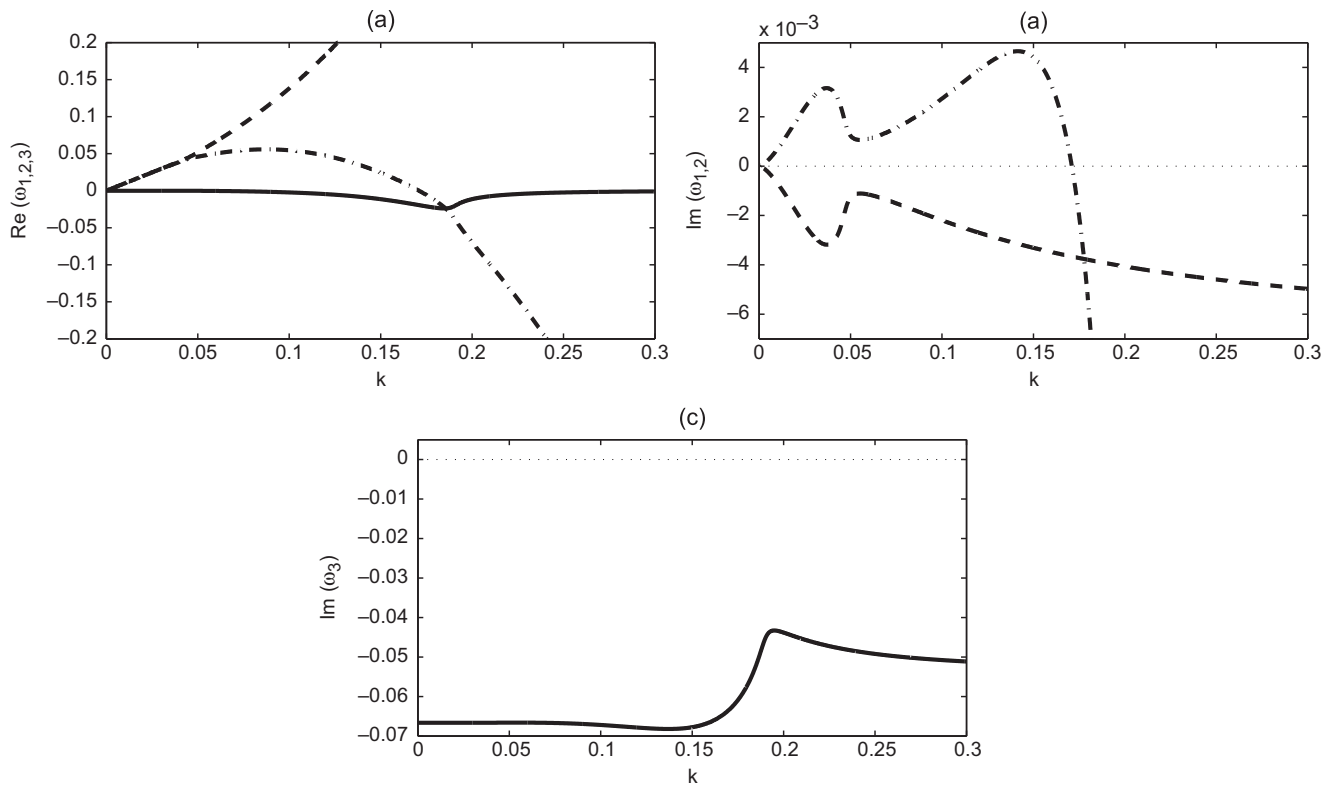 (a)
0.2
0.15
0.1
0.05
0
–0.05
–0.1
–0.15
–0.2
Re (ω1,2,3)
0 0.05 0.1 0.15 0.2 0.25 0.3
k
(a)
x 10–3
4
2
0
–2
–4
–6
Im (ω1,2)
0 0.05 0.1 0.15 0.2 0.25 0.3
k
(c)
0
–0.01
–0.02
–0.03
–0.04
–0.05
–0.06
–0.07
Im (ω3)
0 0.05 0.1 0.15 0.2 0.25 0.3
k